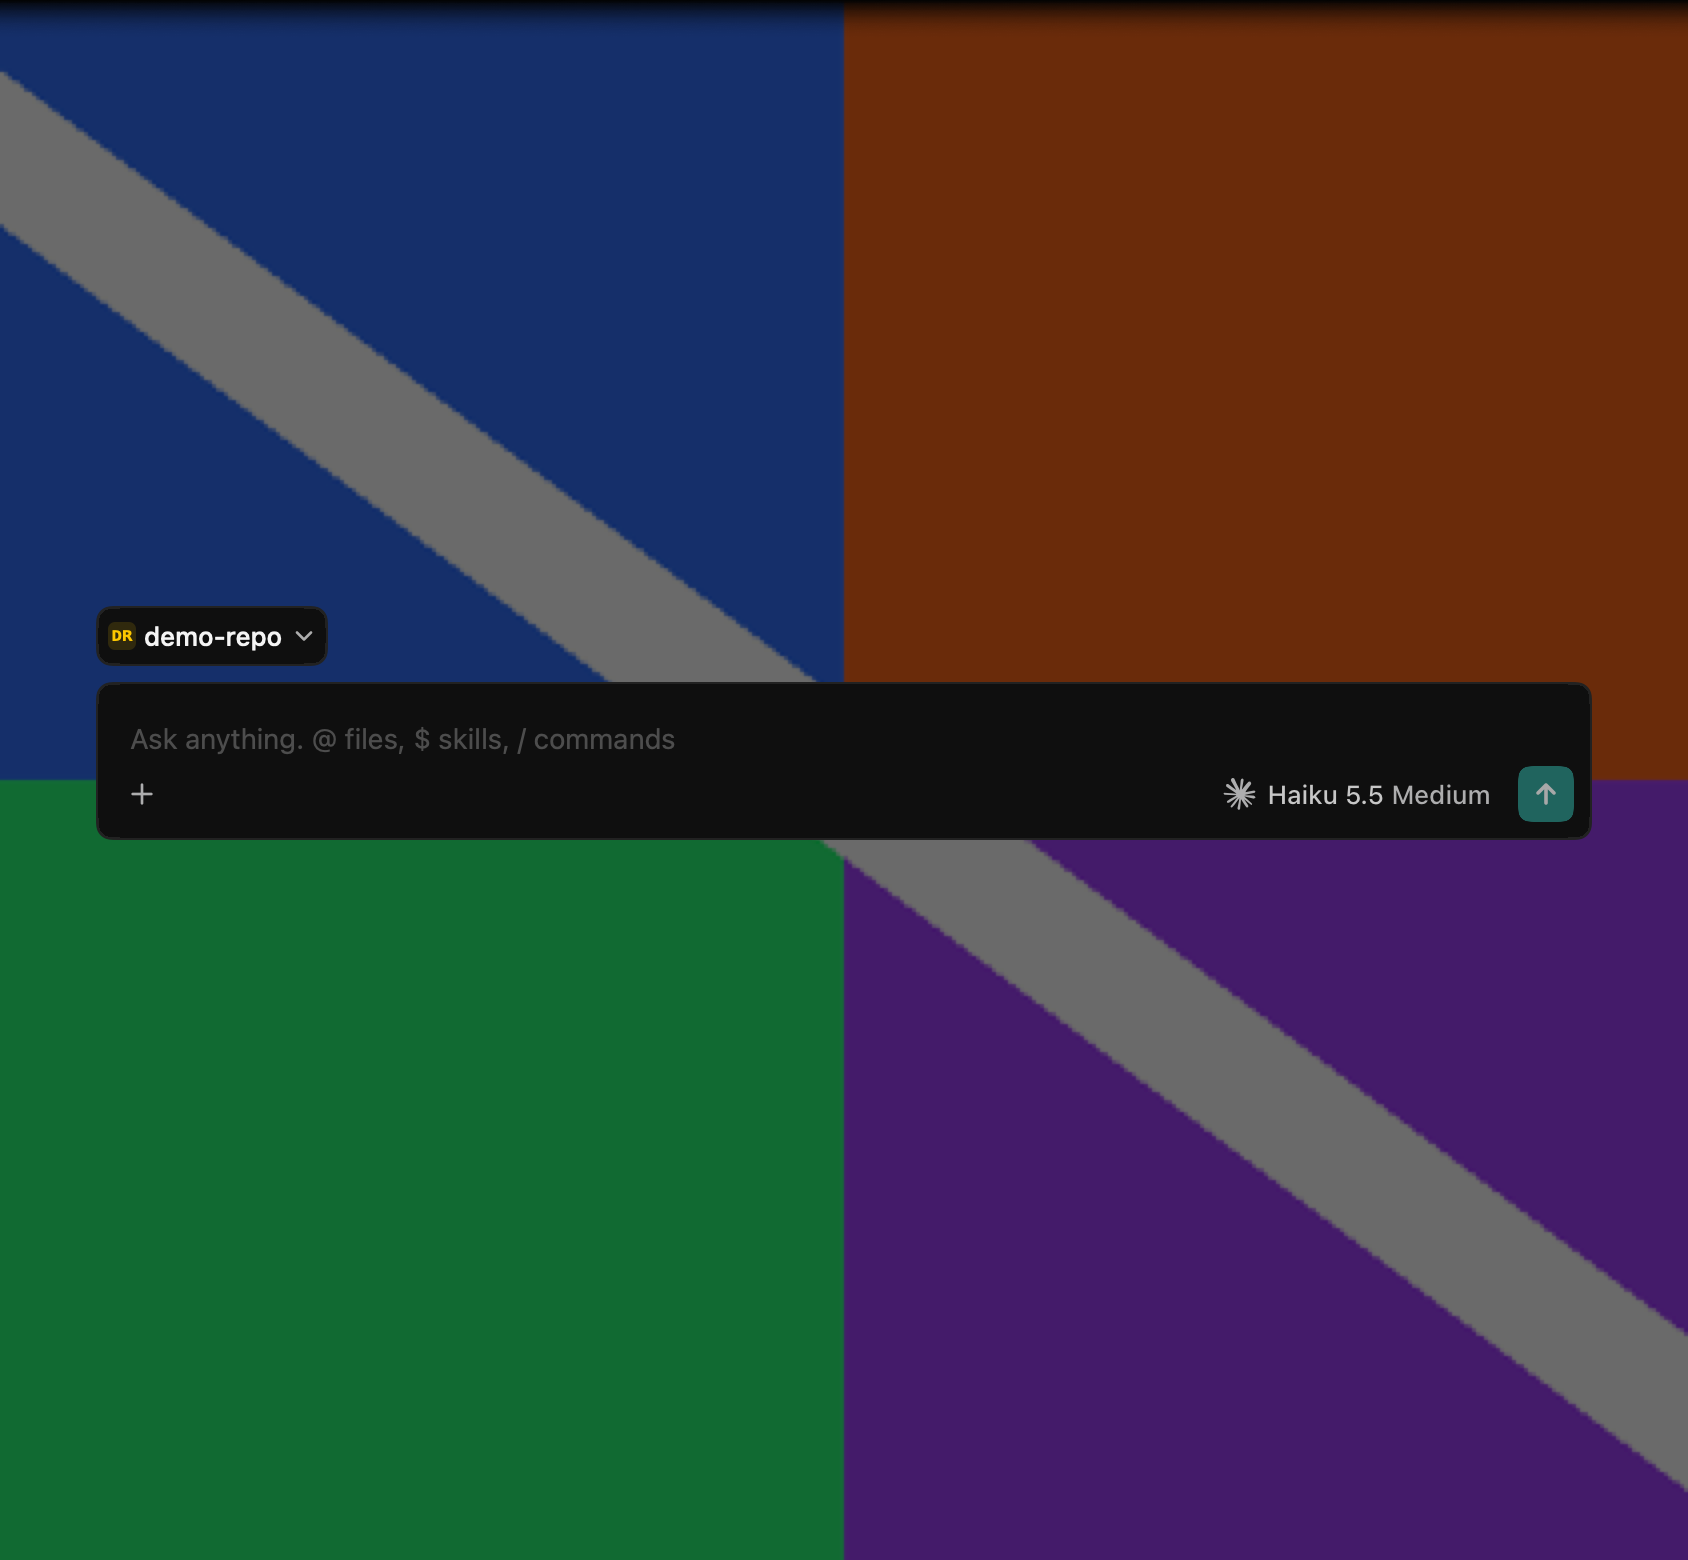 DR demo-repo
Ask anything. @ files, $ skills, / commands
Haiku 5.5 Medium